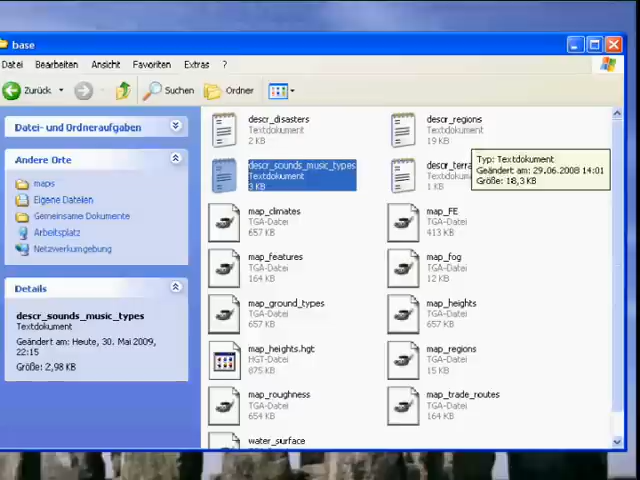 base
Datei Bearbeiten Ansicht Favoriten Extras ?
Zurück Suchen Ordner
Datei- und Ordneraufgaben
Andere Orte
maps
Eigene Dateien
Gemeinsame Dokumente
Arbeitsplatz
Netzwerkumgebung
Details
descr_sounds_music_types
Textdokument
Geändert am: Heute, 30. Mai 2009,
22:15
Größe: 2,98 KB
descr_disasters
Textdokument
2 KB
descr_regions
Textdokument
19 KB
descr_sounds_music_types
Textdokument
3 KB
descr_terra
Textdokument
1 KB
Typ: Textdokument
Geändert am: 29.06.2008 14:01
Größe: 18,3 KB
map_climates
TGA-Datei
657 KB
map_FE
TGA-Datei
413 KB
map_features
TGA-Datei
164 KB
map_fog
TGA-Datei
12 KB
map_ground_types
TGA-Datei
657 KB
map_heights
TGA-Datei
657 KB
map_heights.hgt
HGT-Datei
875 KB
map_regions
TGA-Datei
15 KB
map_roughness
TGA-Datei
654 KB
map_trade_routes
TGA-Datei
164 KB
water_surface